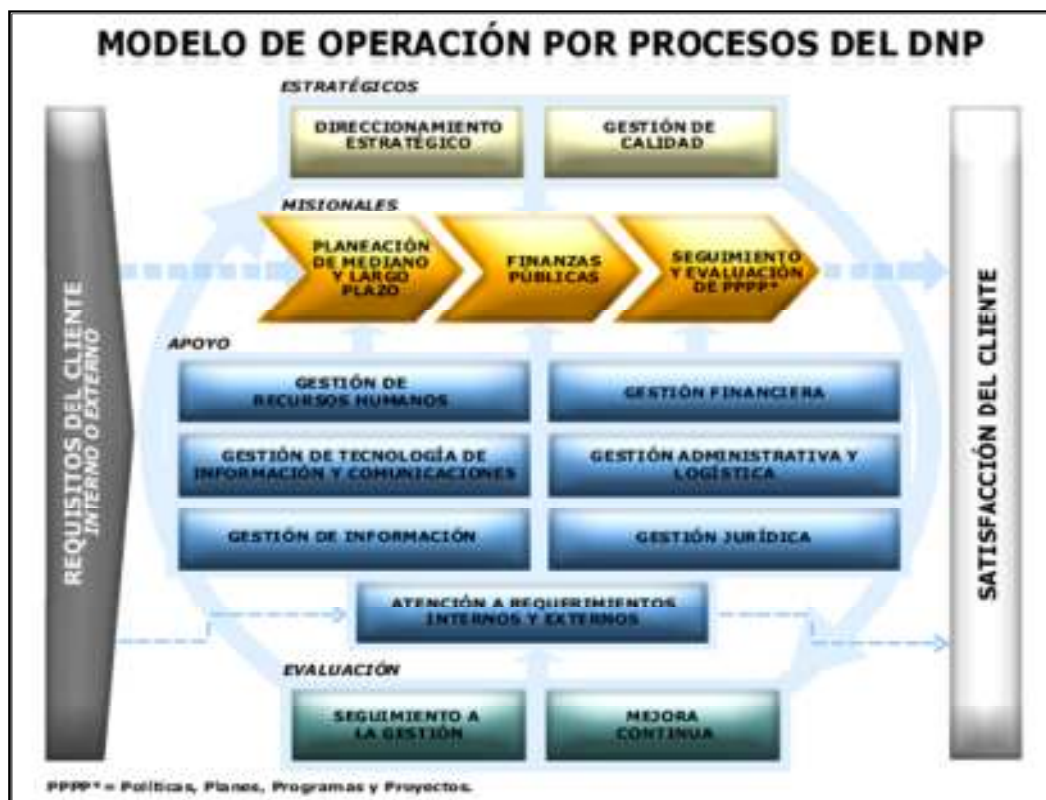 MODELO DE OPERACIÓN POR PROCESOS DEL DNP
ESTRATÉGICOS
DIRECCIONAMIENTO
ESTRATÉGICO
GESTIÓN DE
CALIDAD
MISIONALES
PLANEACIÓN
DE MEDIANO
Y LARGO
PLAZO
FINANZAS
PÚBLICAS
SEGUIMIENTO
Y EVALUACIÓN
DE PPPP*
REQUISITOS DEL CLIENTE
INTERNO O EXTERNO
APOYO
GESTIÓN DE
RECURSOS HUMANOS
GESTIÓN FINANCIERA
GESTIÓN DE TECNOLOGÍA DE
INFORMACIÓN Y COMUNICACIONES
GESTIÓN ADMINISTRATIVA Y
LOGÍSTICA
GESTIÓN DE INFORMACIÓN
GESTIÓN JURÍDICA
ATENCIÓN A REQUERIMIENTOS
INTERNOS Y EXTERNOS
SATISFACCIÓN DEL CLIENTE
EVALUACIÓN
SEGUIMIENTO A
LA GESTIÓN
MEJORA
CONTINUA
PPPP* = Políticas, Planes, Programas y Proyectos.